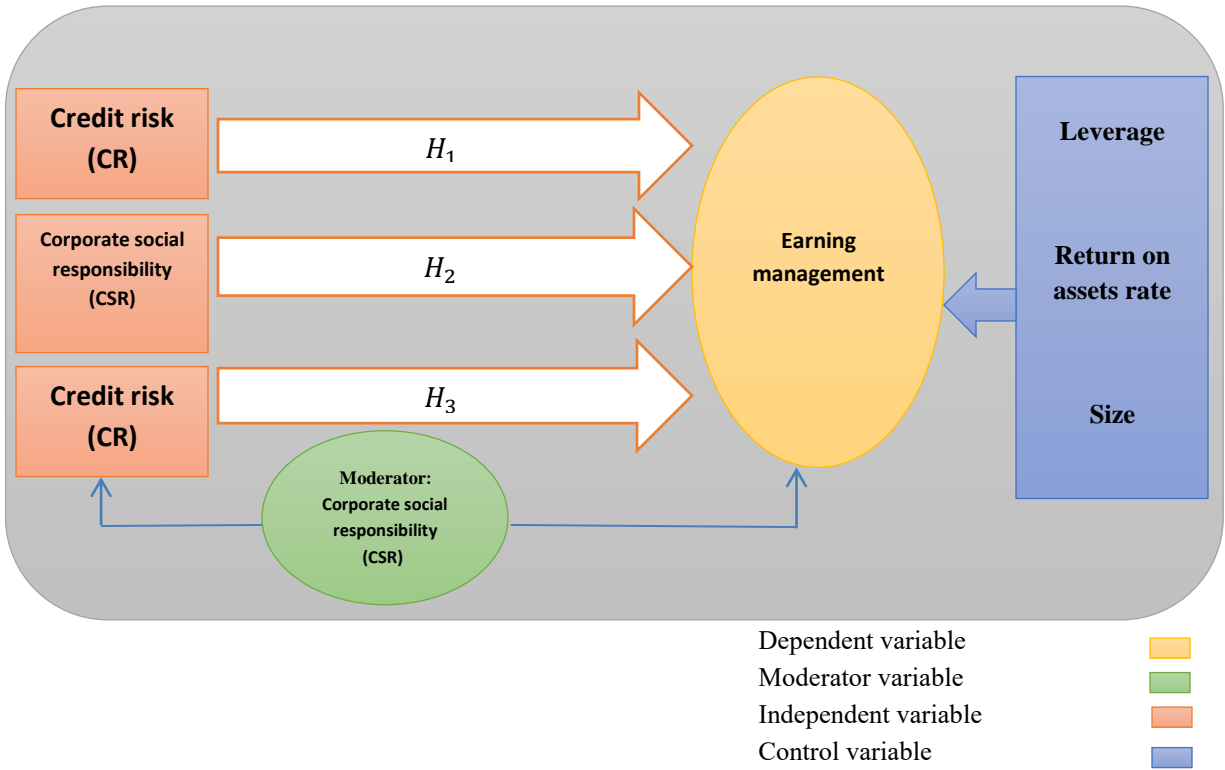 Credit risk
(CR)
H₁
Corporate social
responsibility
(CSR)
H₂
Credit risk
(CR)
H₃
Moderator:
Corporate social
responsibility
(CSR)
Earning
management
Leverage
Return on
assets rate
Size
Dependent variable
Moderator variable
Independent variable
Control variable